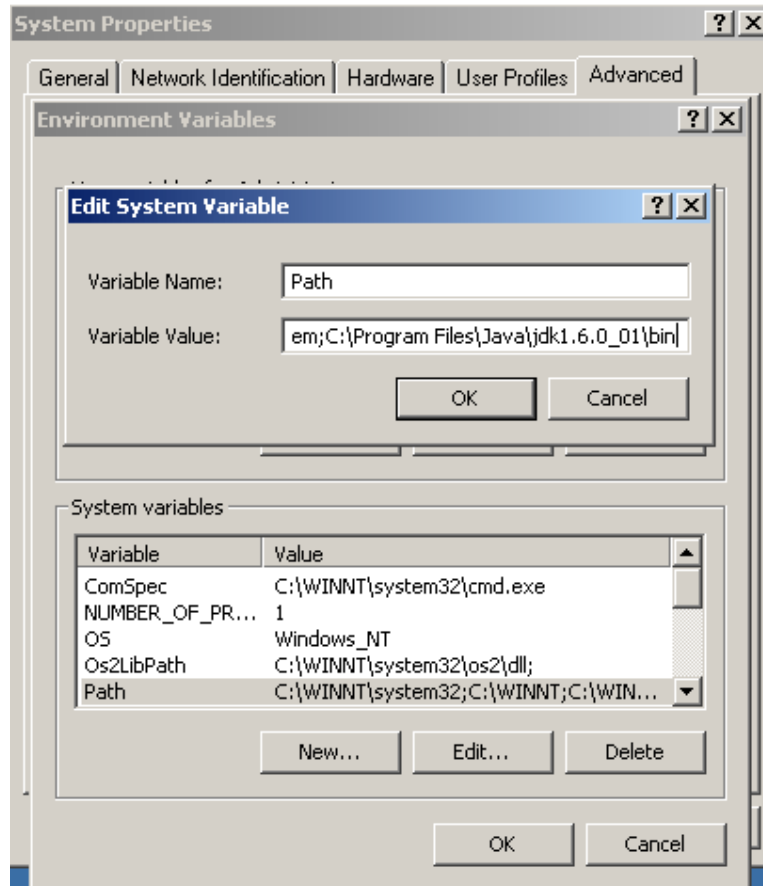 System Properties
General Network Identification Hardware User Profiles Advanced
Environment Variables
Edit System Variable
Variable Name: Path
Variable Value: em;C:\Program Files\Java\jdk1.6.0_01\bin
OK Cancel
System variables
Variable Value
ComSpec C:\WINNT\system32\cmd.exe
NUMBER_OF_PR... 1
OS Windows_NT
Os2LibPath C:\WINNT\system32\os2\dll;
Path C:\WINNT\system32;C:\WINNT;C:\WIN...
New... Edit... Delete
OK Cancel